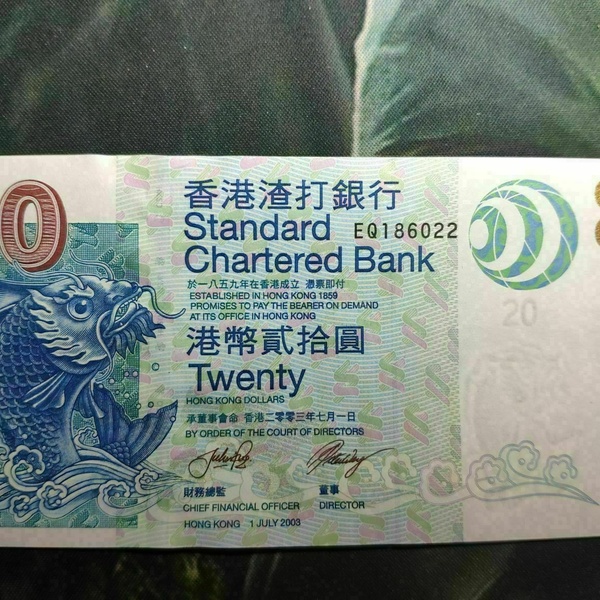 0
香港渣打銀行
Standard
Chartered Bank
EQ186022
於一八五九年在香港成立 憑票即付
ESTABLISHED IN HONG KONG 1859
PROMISES TO PAY THE BEARER ON DEMAND
AT ITS OFFICE IN HONG KONG
20
港幣貳拾圓
Twenty
HONG KONG DOLLARS
承董事會命 香港二零零三年七月一日
BY ORDER OF THE COURT OF DIRECTORS
財務總監 董事
CHIEF FINANCIAL OFFICER DIRECTOR
HONG KONG 1 JULY 2003